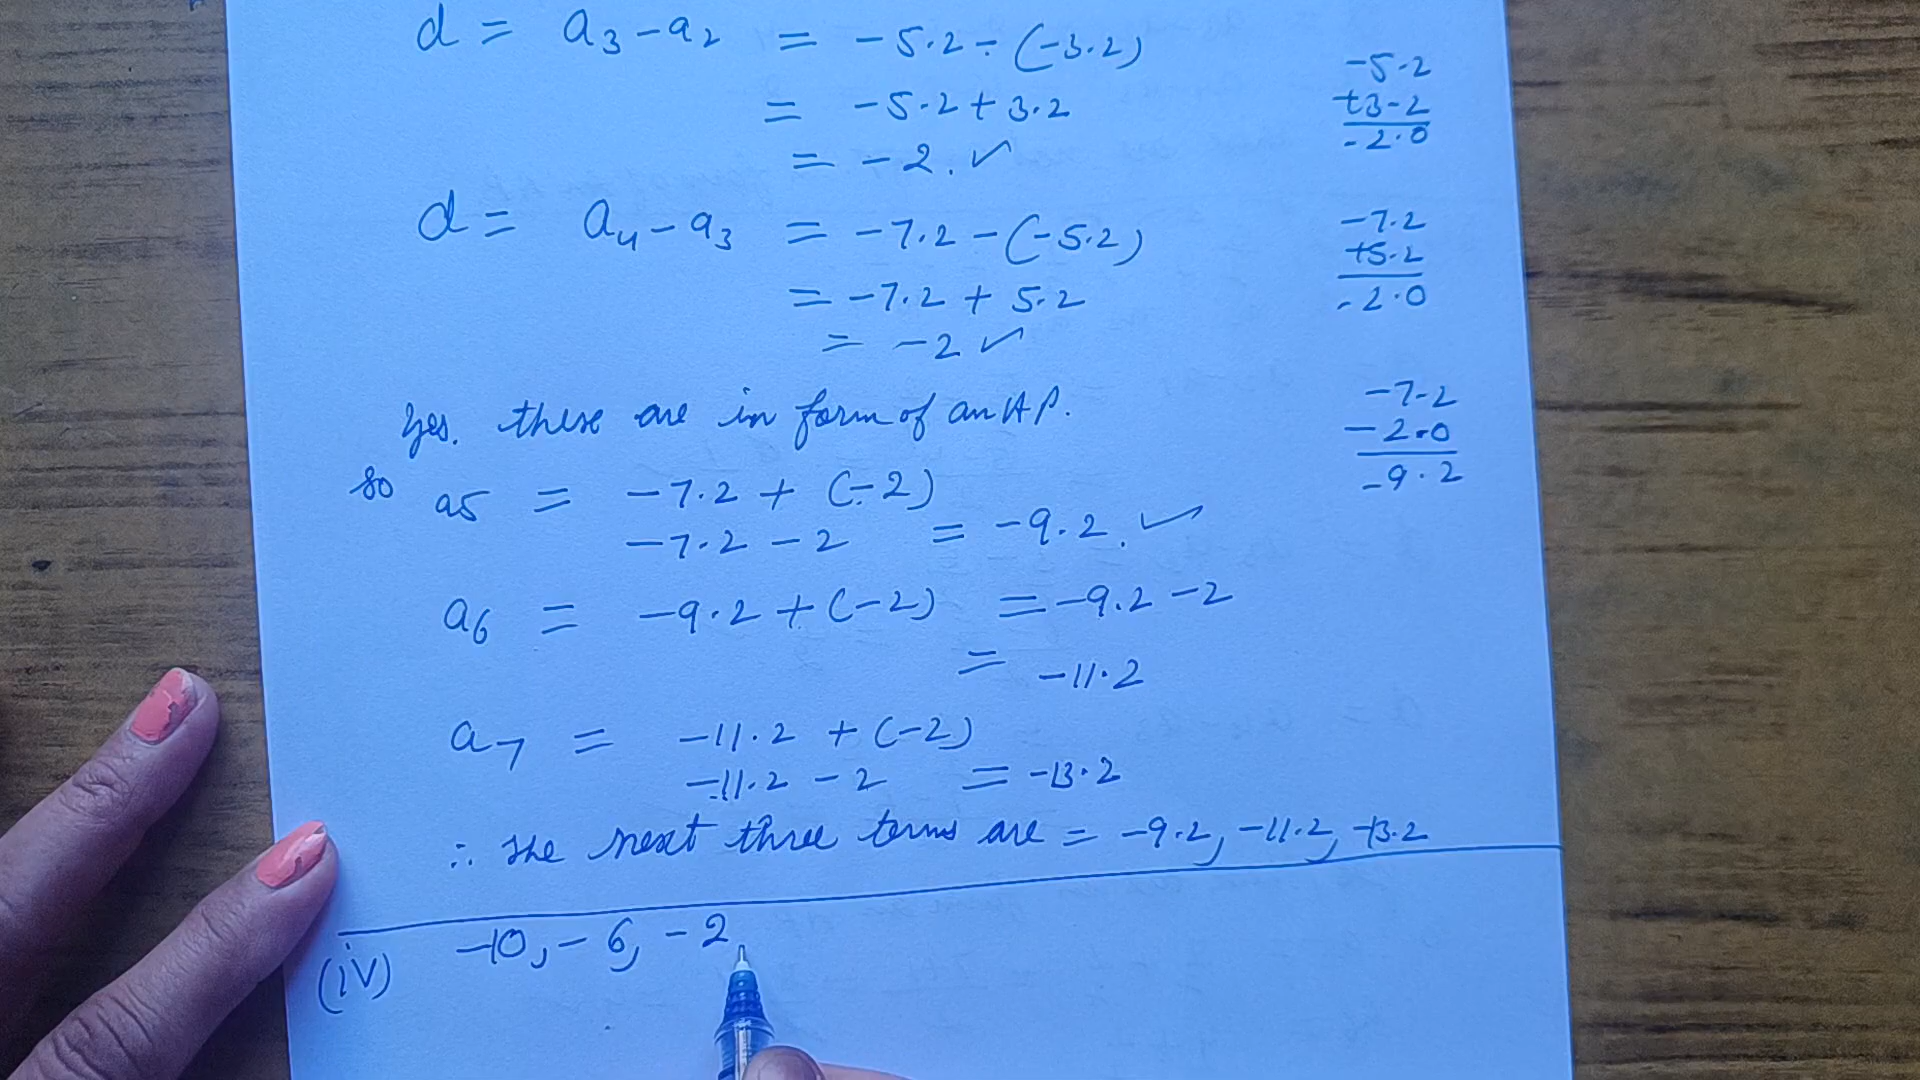 d = a3 - a2 = -5.2 - (-3.2)
= -5.2 + 3.2
= -2. ✓
-5.2
+3.2
-2.0
d = a4 - a3 = -7.2 - (-5.2)
= -7.2 + 5.2
= -2 ✓
-7.2
+5.2
-2.0
Yes. these are in form of an AP.
-7.2
-2.0
-9.2
so a5 = -7.2 + (-2)
-7.2 - 2 = -9.2. ✓
a6 = -9.2 + (-2) = -9.2 - 2
= -11.2
a7 = -11.2 + (-2)
-11.2 - 2 = -13.2
∴ the next three terms are = -9.2, -11.2, -13.2
(iv) -10, -6, -2,